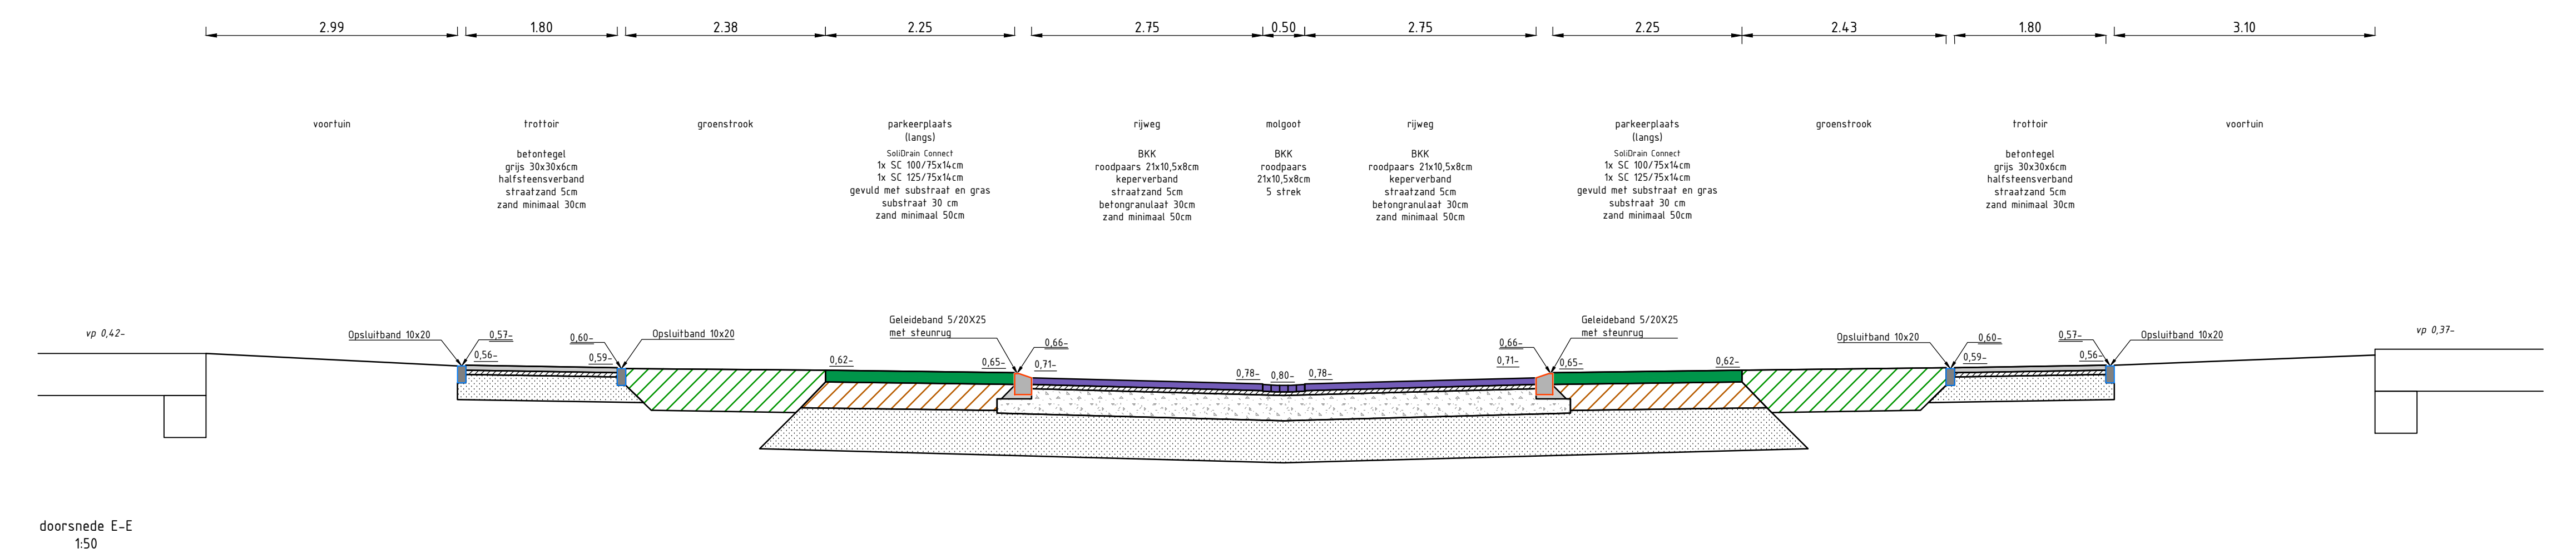 2.99 1.80 2.38 2.25 2.75 0.50 2.75 2.25 2.43 1.80 3.10
voortuin
trottoir
betontegel
grijs 30x30x6cm
halfsteensverband
straatzand 5cm
zand minimaal 30cm
groenstrook
parkeerplaats
(langs)
SoliDrain Connect
1x SC 100/75x14cm
1x SC 125/75x14cm
gevuld met substraat en gras
substraat 30 cm
zand minimaal 50cm
rijweg
BKK
roodpaars 21x10,5x8cm
keperverband
straatzand 5cm
betongranulaat 30cm
zand minimaal 50cm
molgoot
BKK
roodpaars
21x10,5x8cm
5 strek
rijweg
BKK
roodpaars 21x10,5x8cm
keperverband
straatzand 5cm
betongranulaat 30cm
zand minimaal 50cm
parkeerplaats
(langs)
SoliDrain Connect
1x SC 100/75x14cm
1x SC 125/75x14cm
gevuld met substraat en gras
substraat 30 cm
zand minimaal 50cm
groenstrook
trottoir
betontegel
grijs 30x30x6cm
halfsteensverband
straatzand 5cm
zand minimaal 30cm
voortuin
vp 0,42-
Opsluitband 10x20
0,57-
0,56-
0,60-
0,59-
Opsluitband 10x20
0,62-
Geleideband 5/20X25
met steunrug
0,65-
0,66-
0,71-
0,78-
0,80-
0,78-
0,66-
0,71-
Geleideband 5/20X25
met steunrug
0,65-
0,62-
Opsluitband 10x20
0,60-
0,59-
0,57-
0,56-
Opsluitband 10x20
vp 0,37-
doorsnede E-E
1:50